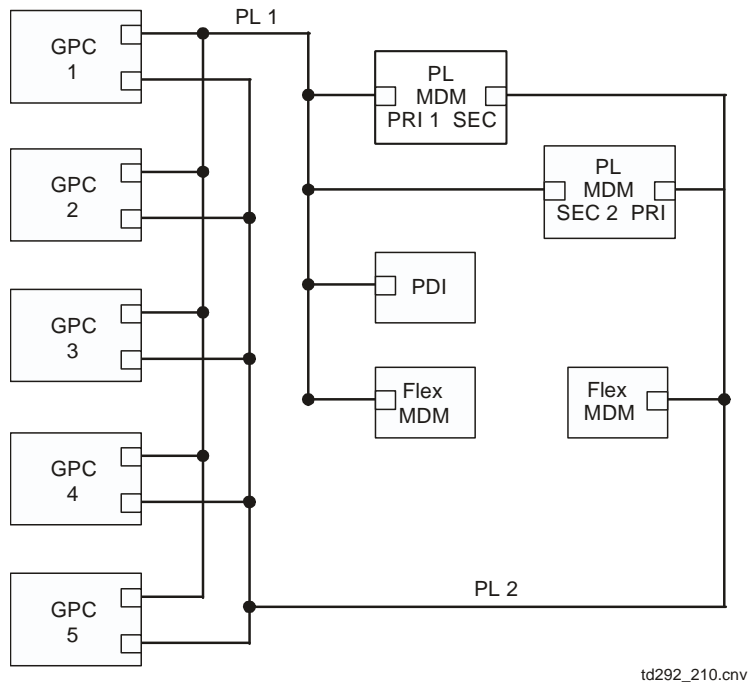 PL 1
GPC
1
PL
MDM
PRI 1 SEC
GPC
2
PL
MDM
SEC 2 PRI
PDI
GPC
3
Flex
MDM
Flex
MDM
GPC
4
PL 2
GPC
5
td292_210.cnv